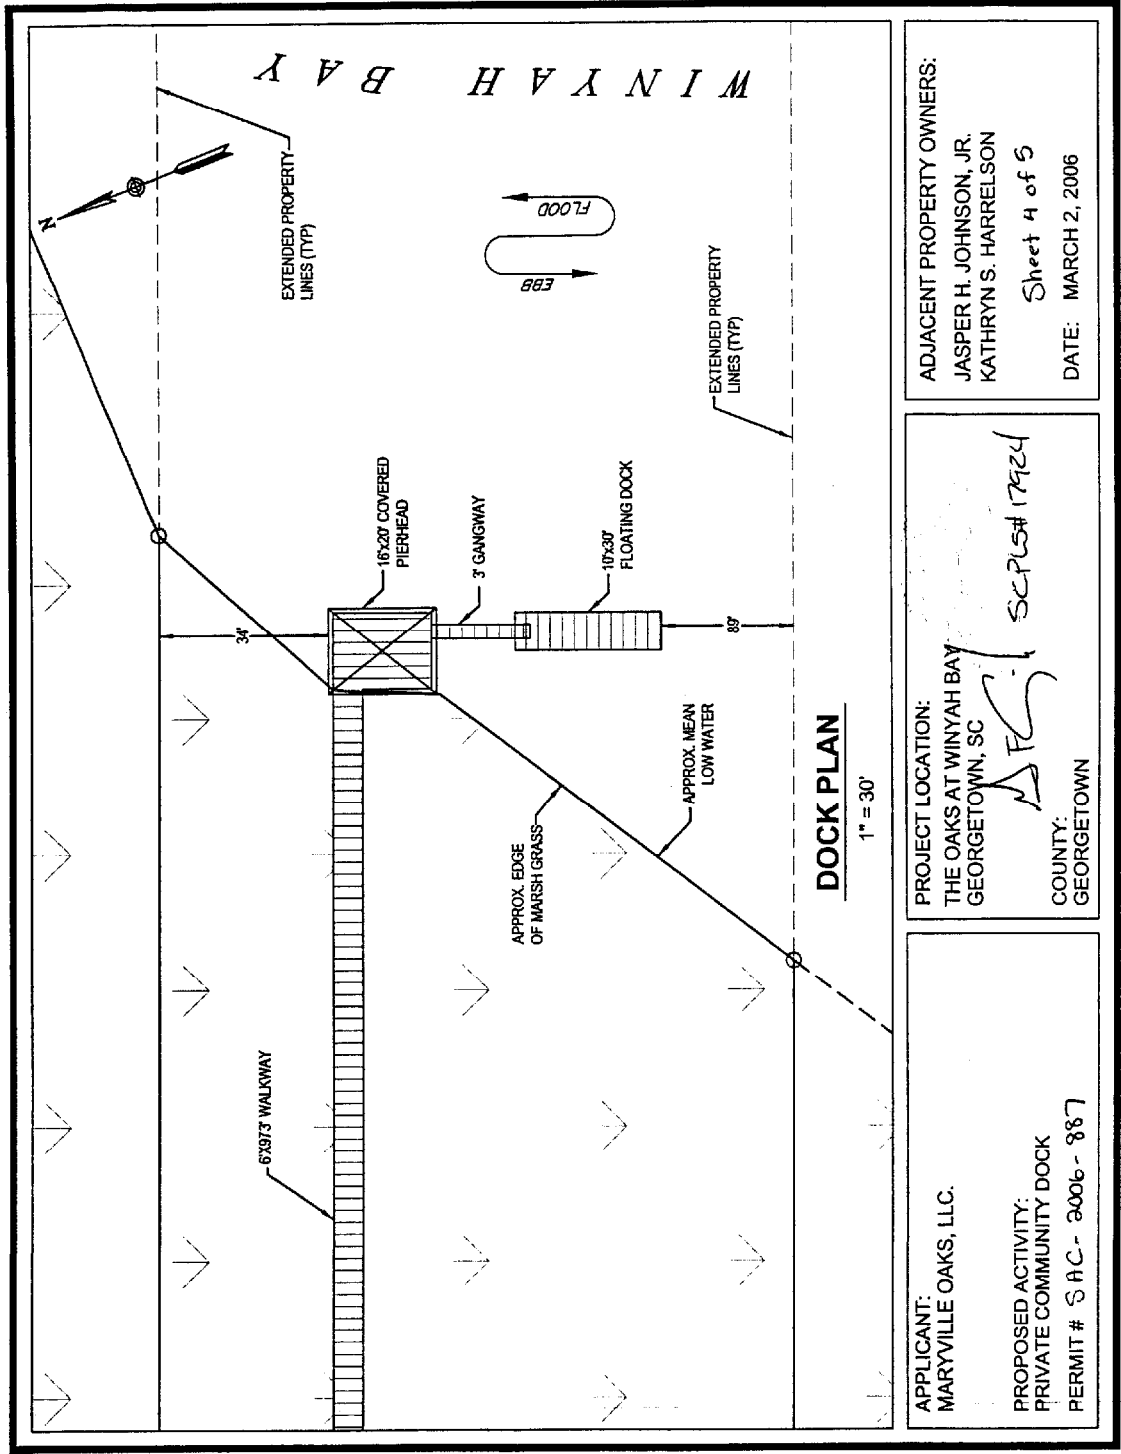 WINYAH BAY
N
EXTENDED PROPERTY
LINES (TYP)
FLOOD
EBB
EXTENDED PROPERTY
LINES (TYP)
16'x20' COVERED
PIERHEAD
3' GANGWAY
10'x30'
FLOATING DOCK
34'
89'
APPROX. MEAN
LOW WATER
APPROX. EDGE
OF MARSH GRASS
6'X973' WALKWAY
DOCK PLAN
1" = 30'
APPLICANT:
MARYVILLE OAKS, LLC.
PROPOSED ACTIVITY:
PRIVATE COMMUNITY DOCK
PERMIT # SAC-2006-887
PROJECT LOCATION:
THE OAKS AT WINYAH BAY
GEORGETOWN, SC
SCPLS# 17924
COUNTY:
GEORGETOWN
ADJACENT PROPERTY OWNERS:
JASPER H. JOHNSON, JR.
KATHRYN S. HARRELSON
Sheet 4 of 5
DATE: MARCH 2, 2006